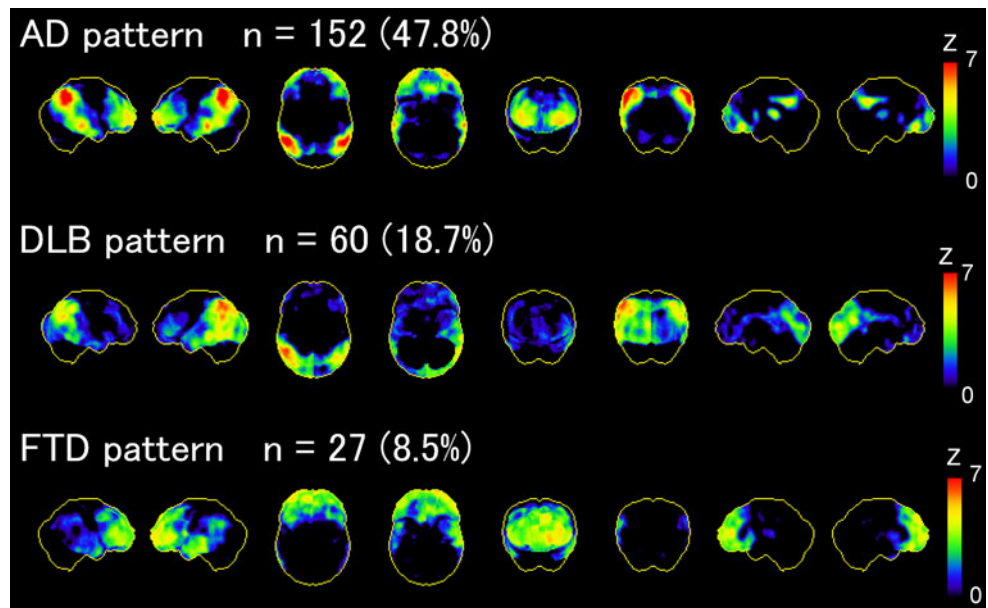 AD pattern n = 152 (47.8%)
Z
7
0
DLB pattern n = 60 (18.7%)
Z
7
0
FTD pattern n = 27 (8.5%)
Z
7
0